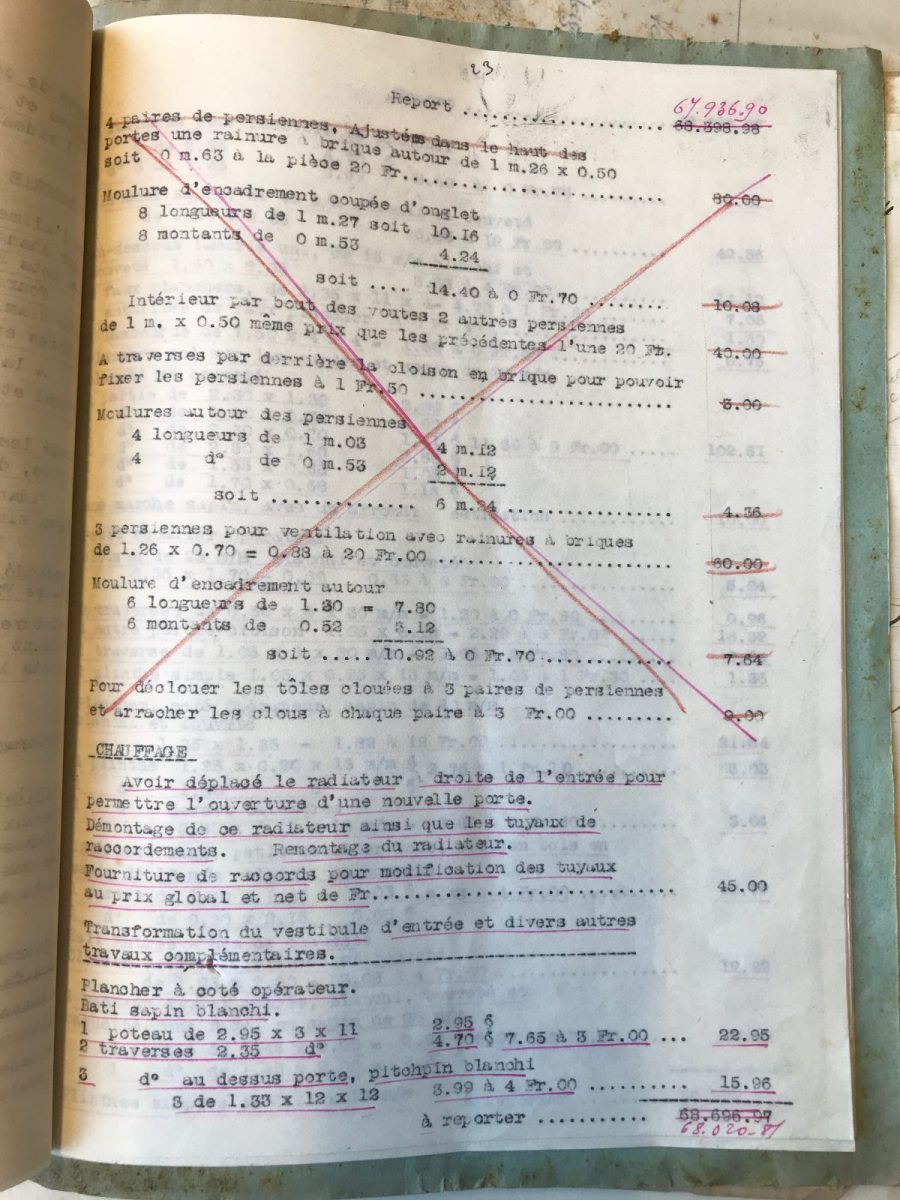 23
67.936.90
Report ......................... 68.398.98
4 paires de persiennes, Ajustées dans le haut des
portes une rainure à brique autour de 1 m.26 x 0.50
soit 0 m.63 à la pièce 20 Fr........................... 80.00
Moulure d'encadrement coupée d'onglet
8 longueurs de 1 m.27 soit 10.16
8 montants de 0 m.53 4.24
soit .... 14.40 à 0 Fr.70 ......... 10.08
Intérieur par bout des voutes 2 autres persiennes
de 1 m. x 0.50 même prix que les précédentes l'une 20 Fr. 40.00
A traverses par derrière la cloison en brique pour pouvoir
fixer les persiennes à 1 Fr.50 ............................. 3.00
Moulures autour des persiennes
4 longueurs de 1 m.03 4 m.12
4 d° de 0 m.53 2 m.12
soit .............. 6 m.24 ................... 4.36
3 persiennes pour ventilation avec rainures à briques
de 1.26 x 0.70 = 0.88 à 20 Fr.00 ......................... 60.00
Moulure d'encadrement autour
6 longueurs de 1.30 = 7.80
6 montants de 0.52 3.12
soit ..... 10.92 à 0 Fr.70.............. 7.64
Pour déclouer les tôles clouées à 3 paires de persiennes
et arracher les clous à chaque paire à 3 Fr.00 ......... 9.00
CHAUFFAGE
Avoir déplacé le radiateur à droite de l'entrée pour
permettre l'ouverture d'une nouvelle porte.
Démontage de ce radiateur ainsi que les tuyaux de
raccordements. Remontage du radiateur.
Fourniture de raccords pour modification des tuyaux
au prix global et net de Fr............................... 45.00
Transformation du vestibule d'entrée et divers autres
travaux complémentaires.
Plancher à coté opérateur.
Bati sapin blanchi.
1 poteau de 2.95 x 3 x 11 2.95
2 traverses 2.35 d° 4.70 7.65 à 3 Fr.00 ... 22.95
3 d° au dessus porte, pitchpin blanchi
3 de 1.33 x 12 x 12 3.99 à 4 Fr.00 .......... 15.96
à reporter ........... 68.696.97
68.020-81